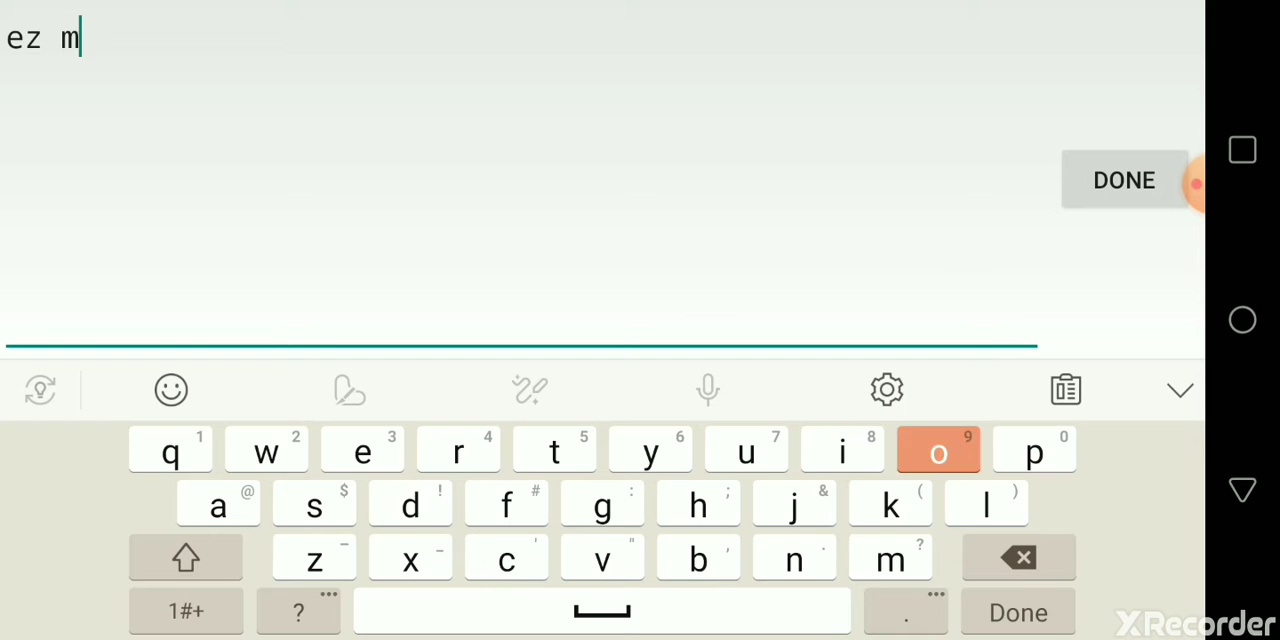 ez m
DONE
q 1 w 2 e 3 r 4 t 5 y 6 u 7 i 8 o 9 p 0
a @ s $ d ! f # g : h ; j & k ( l )
z – x - c ' v " b , n . m ?
1#+ ? ... . ... Done
XRecorder